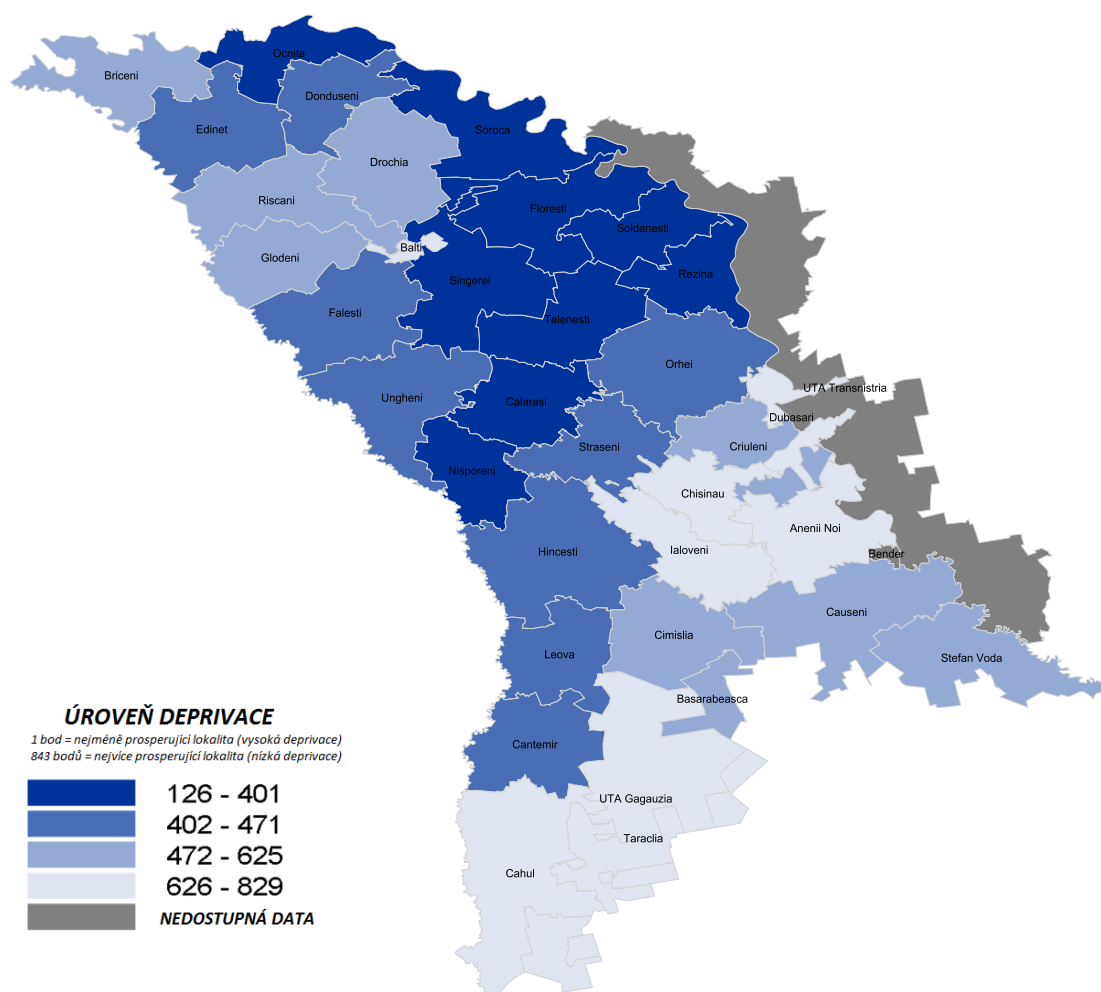 Ocnita
Briceni
Donduseni
Edinet
Soroca
Drochia
Riscani
Floresti
Soldanesti
Balti
Glodeni
Rezina
Singerei
Falesti
Telenesti
Orhei
UTA Transnistria
Ungheni
Calarasi
Dubasari
Straseni
Criuleni
Nisporeni
Chisinau
Anenii Noi
Hincesti
Ialoveni
Bender
Causeni
Cimislia
Leova
Stefan Voda
Basarabeasca
Cantemir
UTA Gagauzia
Taraclia
Cahul
ÚROVEŇ DEPRIVACE
1 bod = nejméně prosperující lokalita (vysoká deprivace)
843 bodů = nejvíce prosperující lokalita (nízká deprivace)
126 - 401
402 - 471
472 - 625
626 - 829
NEDOSTUPNÁ DATA